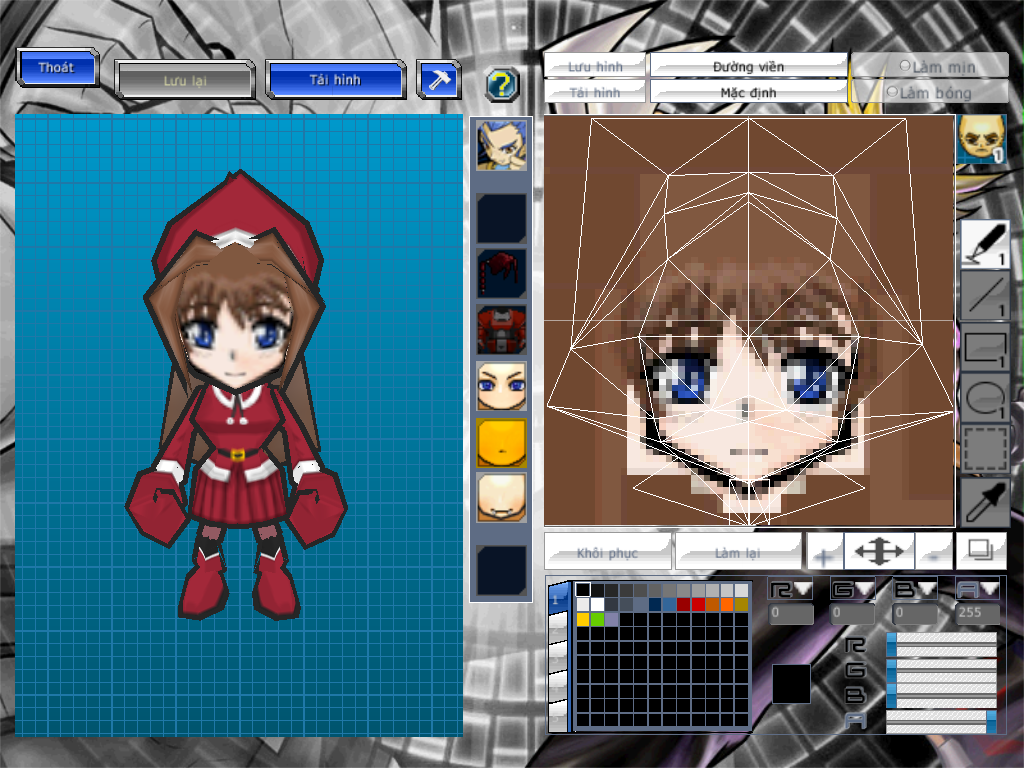 Thoát
Lưu lại
Tải hình
?
Lưu hình
Đường viền
Làm mịn
Tải hình
Mặc định
Làm bóng
1
1
1
1
1
Khôi phục
Làm lại
+
-
1
R
G
B
A
0
0
0
255
R
G
B
A